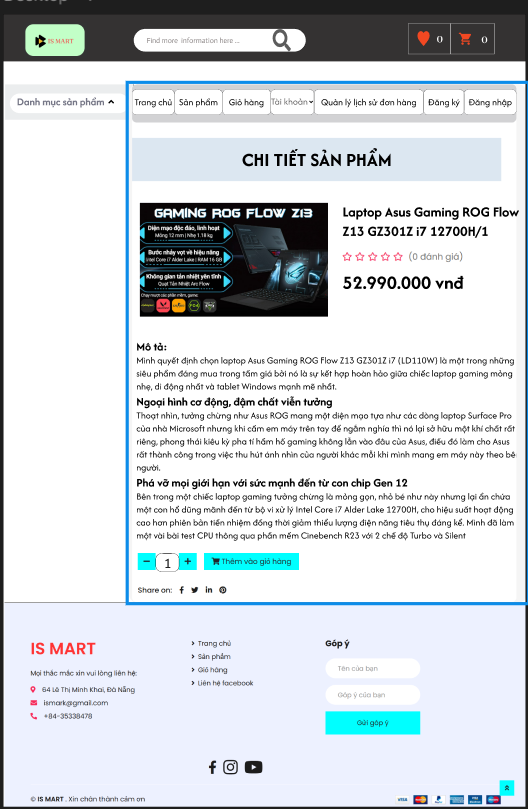 IS MART
Find more information here ...
0
0
Danh mục sản phẩm
Trang chủ
Sản phẩm
Giỏ hàng
Tài khoản
Quản lý lịch sử đơn hàng
Đăng ký
Đăng nhập
CHI TIẾT SẢN PHẨM
GAMING ROG FLOW Z13
Diện mạo độc đáo, linh hoạt
Mỏng 12 mm | Nhẹ 1.18 kg
Bước nhảy vọt về hiệu năng
Intel Core i7 Alder Lake | RAM 16 GB
Không gian tản nhiệt yên tĩnh
Quạt Tản Nhiệt Arc Flow
Chạy mượt các phần mềm, game:
Laptop Asus Gaming ROG Flow
Z13 GZ301Z i7 12700H/1
(0 đánh giá)
52.990.000 vnđ
Mô tả:
Mình quyết định chọn laptop Asus Gaming ROG Flow Z13 GZ301Z i7 (LD110W) là một trong những
siêu phẩm đáng mua trong tầm giá bởi nó là sự kết hợp hoàn hảo giữa chiếc laptop gaming mỏng
nhẹ, di động nhất và tablet Windows mạnh mẽ nhất.
Ngoại hình cơ động, đậm chất viễn tưởng
Thoạt nhìn, tưởng chừng như Asus ROG mang một diện mạo tựa như các dòng laptop Surface Pro
của nhà Microsoft nhưng khi cầm em máy trên tay để ngắm nghía thì nó lại sở hữu một khí chất rất
riêng, phong thái kiêu kỳ pha tí hầm hố gaming không lẫn vào đâu của Asus, điều đó làm cho Asus
rất thành công trong việc thu hút ánh nhìn của người khác mỗi khi mình mang em máy này theo bê
người.
Phá vỡ mọi giới hạn với sức mạnh đến từ con chip Gen 12
Bên trong một chiếc laptop gaming tưởng chừng là mỏng gọn, nhỏ bé như này nhưng lại ẩn chứa
một con hổ dũng mãnh đến từ bộ vi xử lý Intel Core i7 Alder Lake 12700H, cho hiệu suất hoạt động
cao hơn phiên bản tiền nhiệm đồng thời giảm thiểu lượng điện năng tiêu thụ đáng kể. Mình đã làm
một vài bài test CPU thông qua phần mềm Cinebench R23 với 2 chế độ Turbo và Silent
− 1 +
Thêm vào giỏ hàng
Share on:
IS MART
Mọi thắc mắc xin vui lòng liên hệ:
64 Lê Thị Minh Khai, Đà Nẵng
ismark@gmail.com
+84-35338478
Trang chủ
Sản phẩm
Giỏ hàng
Liên hệ facebook
Góp ý
Tên của bạn
Góp ý của bạn
Gửi góp ý
© IS MART . Xin chân thành cảm ơn
VISA